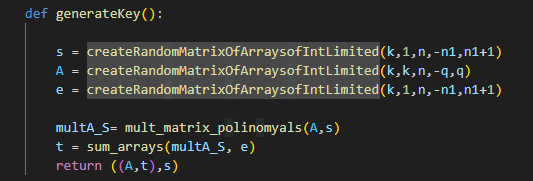 def generateKey():
s = createRandomMatrixOfArraysofIntLimited(k,1,n,-n1,n1+1)
A = createRandomMatrixOfArraysofIntLimited(k,k,n,-q,q)
e = createRandomMatrixOfArraysofIntLimited(k,1,n,-n1,n1+1)
multA_S= mult_matrix_polinomyals(A,s)
t = sum_arrays(multA_S, e)
return ((A,t),s)